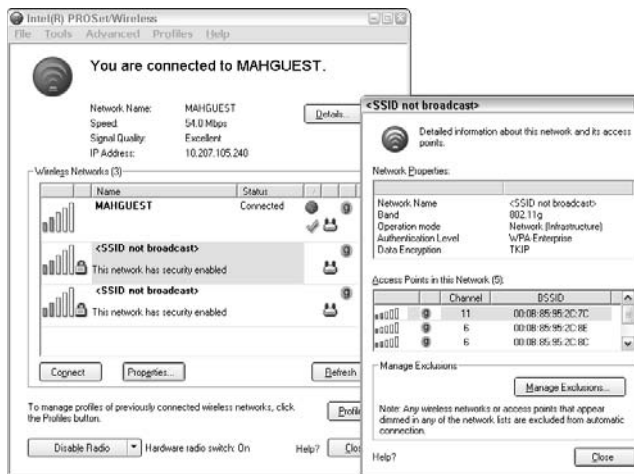 Intel(R) PROSet/Wireless
File Tools Advanced Profiles Help
You are connected to MAHGUEST.
Network Name: MAHGUEST
Speed: 54.0 Mbps
Signal Quality: Excellent
IP Address: 10.207.105.240
Details...
Wireless Networks (3)
Name Status
MAHGUEST Connected
<SSID not broadcast>
This network has security enabled
<SSID not broadcast>
This network has security enabled
Connect Properties... Refresh
To manage profiles of previously connected wireless networks, click
the Profiles button.
Disable Radio Hardware radio switch: On Help?
<SSID not broadcast>
Detailed information about this network and its access
points.
Network Properties:
Network Name <SSID not broadcast>
Band 802.11g
Operation mode Network (Infrastructure)
Authentication Level WPA-Enterprise
Data Encryption TKIP
Access Points in this Network (5):
Channel BSSID
g 11 00:0B:85:95:2C:7C
g 6 00:0B:85:95:2C:8E
g 6 00:0B:85:95:2C:8C
Manage Exclusions
Manage Exclusions...
Note: Any wireless networks or access points that appear
dimmed in any of the network lists are excluded from automatic
connection.
Help? Close